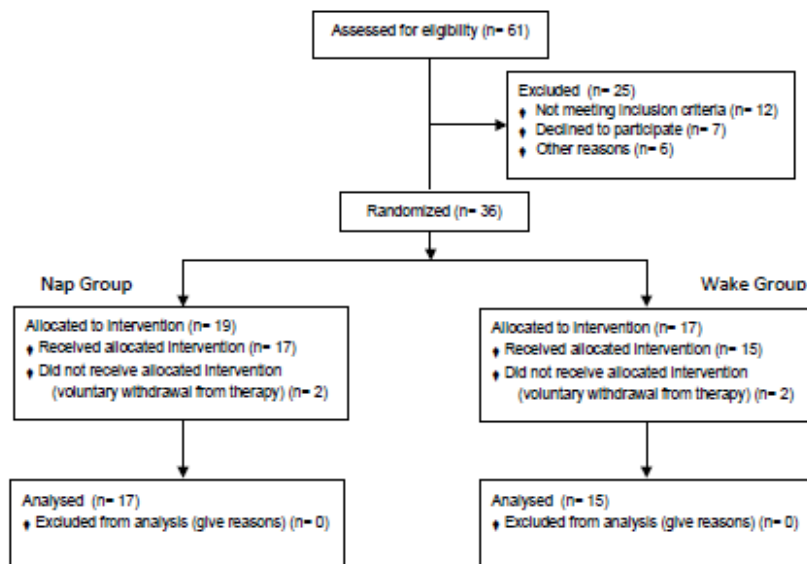 Assessed for eligibility (n= 61)
Excluded (n= 25)
♦ Not meeting inclusion criteria (n= 12)
♦ Declined to participate (n= 7)
♦ Other reasons (n= 6)
Randomized (n= 36)
Nap Group
Wake Group
Allocated to intervention (n= 19)
♦ Received allocated intervention (n= 17)
♦ Did not receive allocated intervention
(voluntary withdrawal from therapy) (n= 2)
Allocated to intervention (n= 17)
♦ Received allocated intervention (n= 15)
♦ Did not receive allocated intervention
(voluntary withdrawal from therapy) (n= 2)
Analysed (n= 17)
♦ Excluded from analysis (give reasons) (n= 0)
Analysed (n= 15)
♦ Excluded from analysis (give reasons) (n= 0)